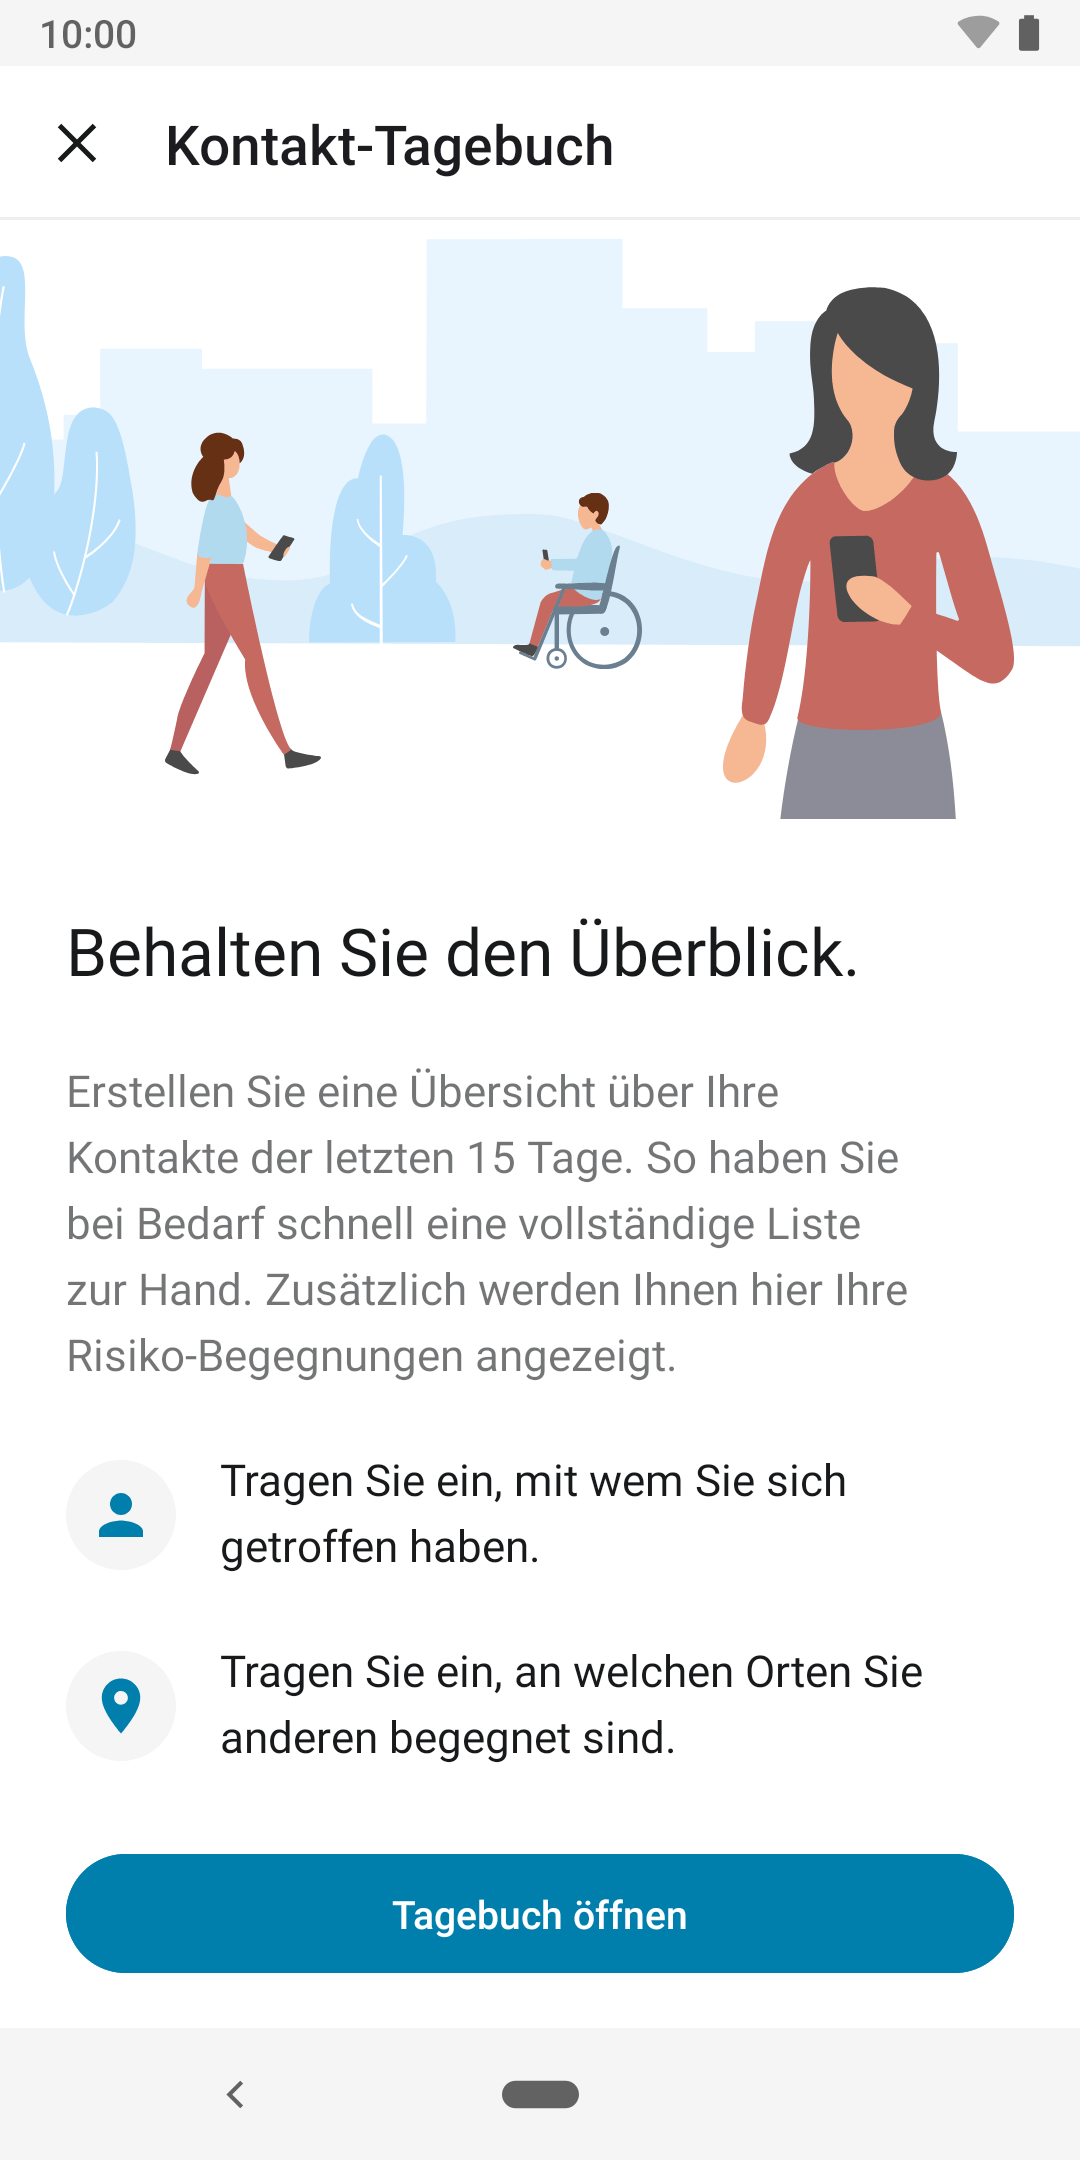 10:00
Kontakt-Tagebuch
Behalten Sie den Überblick.
Erstellen Sie eine Übersicht über Ihre
Kontakte der letzten 15 Tage. So haben Sie
bei Bedarf schnell eine vollständige Liste
zur Hand. Zusätzlich werden Ihnen hier Ihre
Risiko-Begegnungen angezeigt.
Tragen Sie ein, mit wem Sie sich
getroffen haben.
Tragen Sie ein, an welchen Orten Sie
anderen begegnet sind.
Tagebuch öffnen